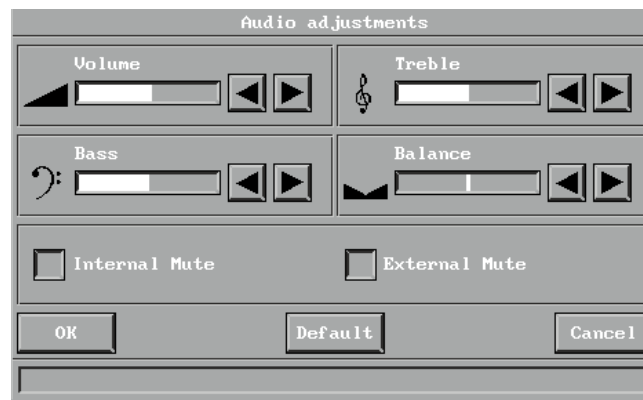 Audio adjustments
Volume
Treble
Bass
Balance
Internal Mute
External Mute
OK
Default
Cancel